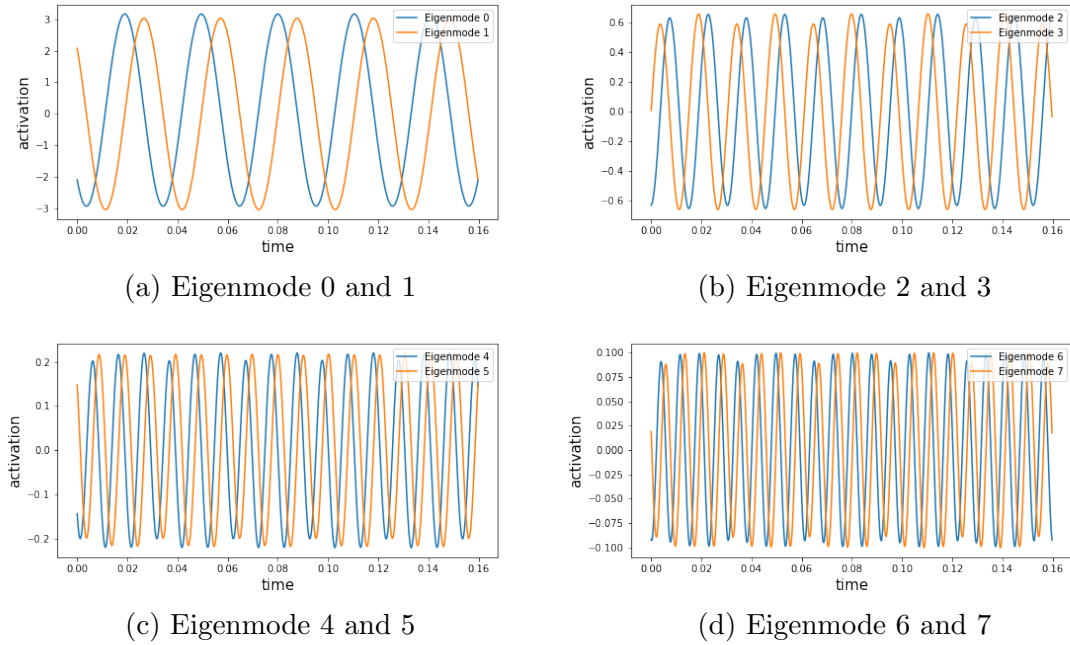 3
2
1
0
−1
−2
−3
activation
Eigenmode 0
Eigenmode 1
0.00 0.02 0.04 0.06 0.08 0.10 0.12 0.14 0.16
time
(a) Eigenmode 0 and 1
0.6
0.4
0.2
0.0
−0.2
−0.4
−0.6
activation
Eigenmode 2
Eigenmode 3
0.00 0.02 0.04 0.06 0.08 0.10 0.12 0.14 0.16
time
(b) Eigenmode 2 and 3
0.2
0.1
0.0
−0.1
−0.2
activation
Eigenmode 4
Eigenmode 5
0.00 0.02 0.04 0.06 0.08 0.10 0.12 0.14 0.16
time
(c) Eigenmode 4 and 5
0.100
0.075
0.050
0.025
0.000
−0.025
−0.050
−0.075
−0.100
activation
Eigenmode 6
Eigenmode 7
0.00 0.02 0.04 0.06 0.08 0.10 0.12 0.14 0.16
time
(d) Eigenmode 6 and 7